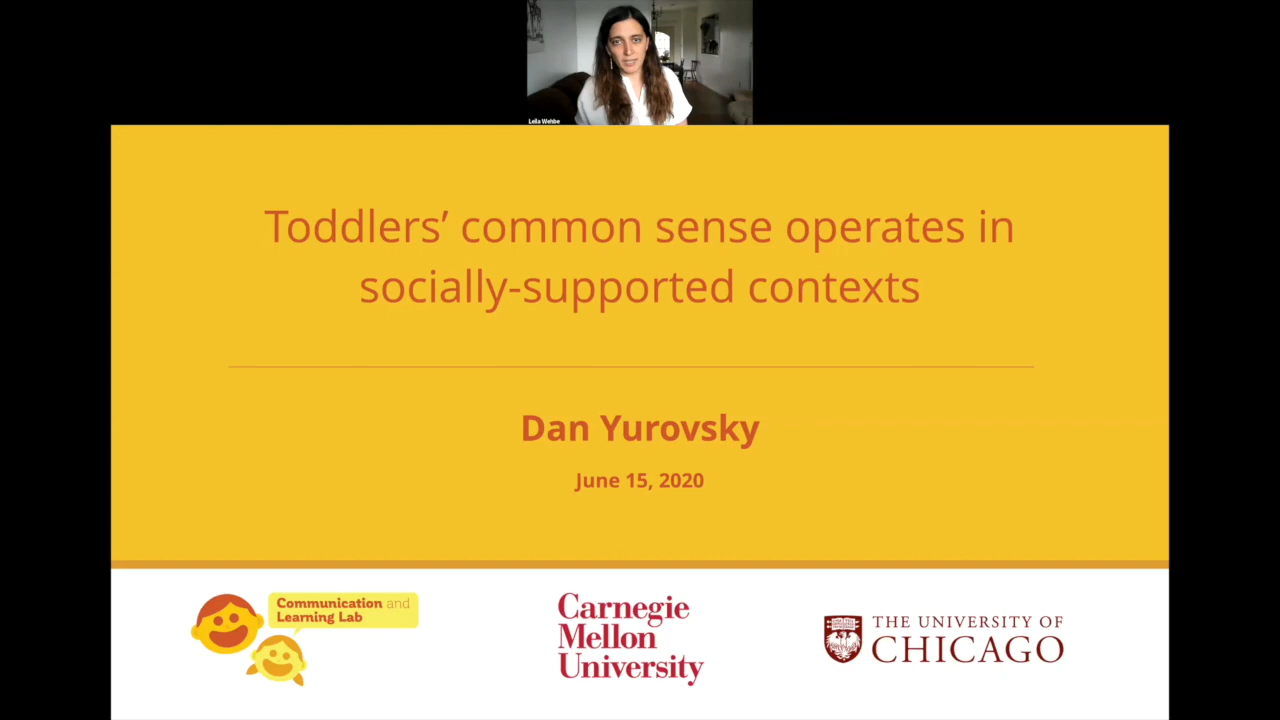 Leila Wehbe
Toddlers’ common sense operates in
socially-supported contexts
Dan Yurovsky
June 15, 2020
Communication and
Learning Lab
Carnegie
Mellon
University
THE UNIVERSITY OF
CHICAGO